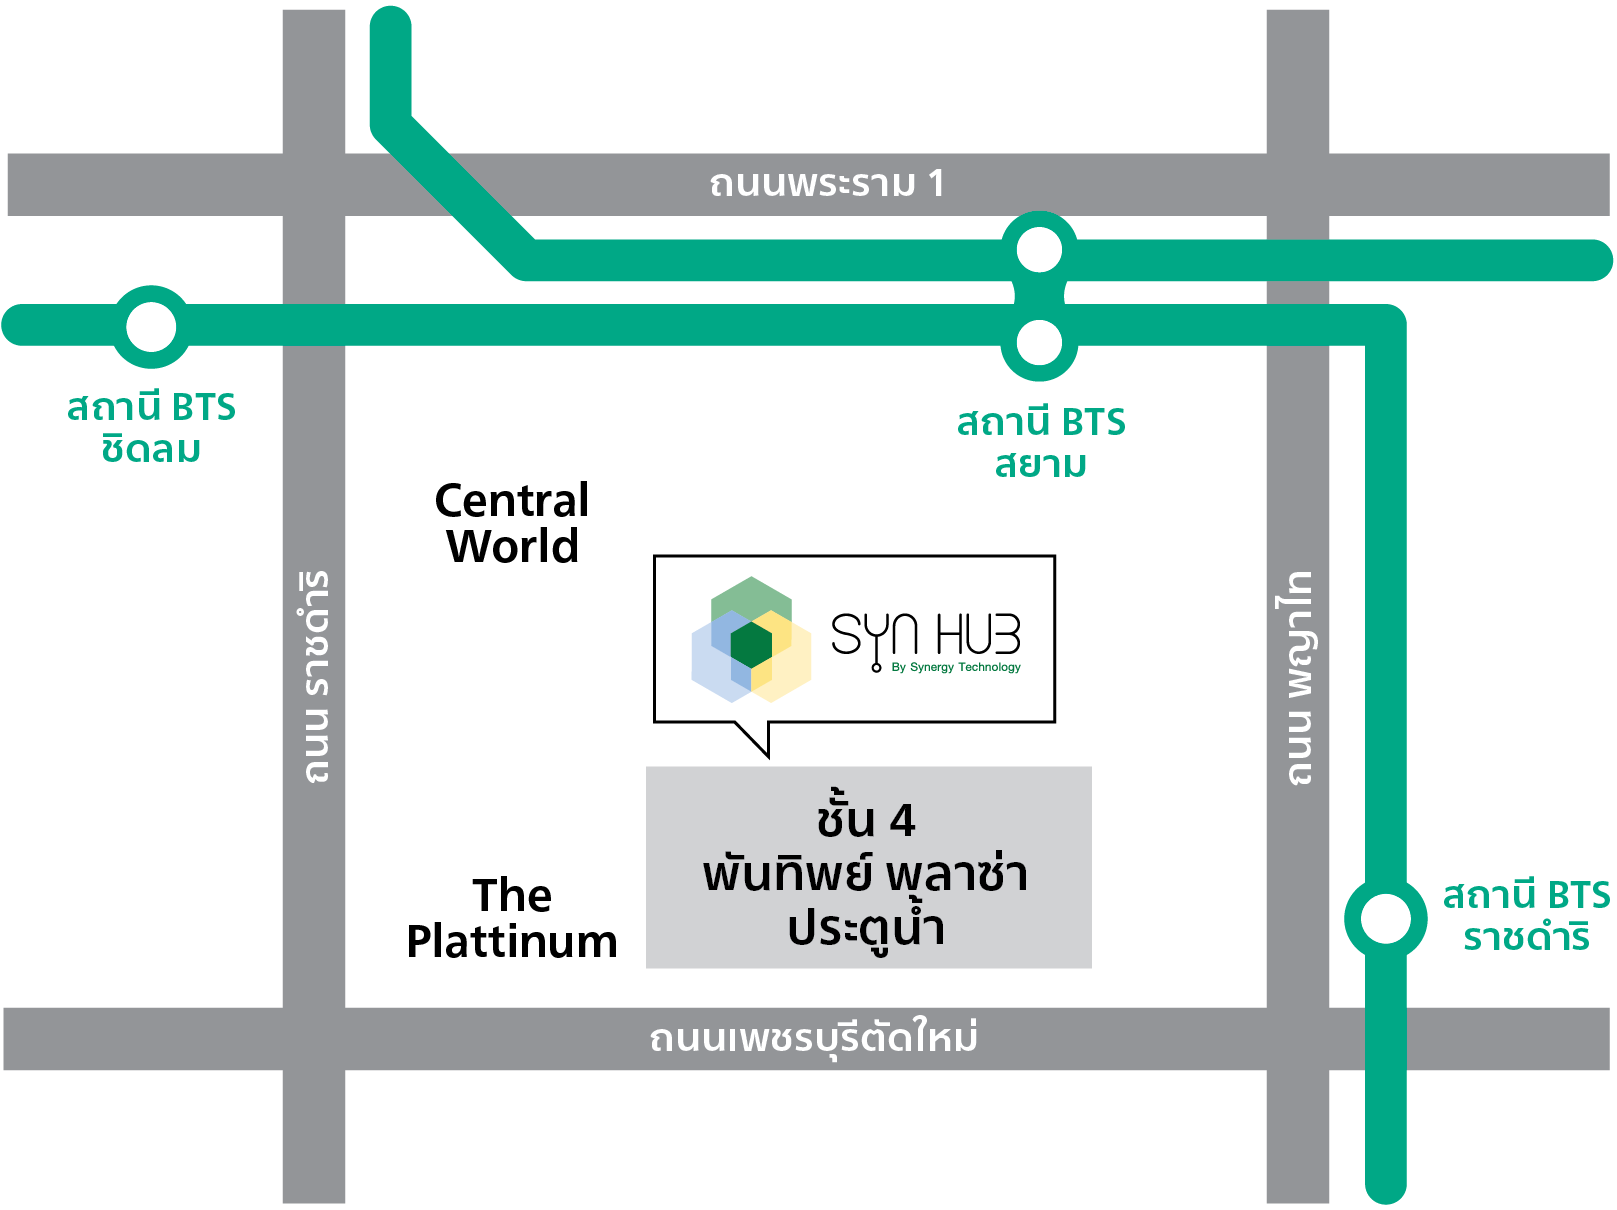 ถนนพระราม 1
สถานี BTS
ชิดลม
สถานี BTS
สยาม
Central
World
ถนน ราชดำริ
SYN HUB
By Synergy Technology
ถนน พญาไท
ชั้น 4
พันทิพย์ พลาซ่า
ประตูน้ำ
The
Plattinum
สถานี BTS
ราชดำริ
ถนนเพชรบุรีตัดใหม่